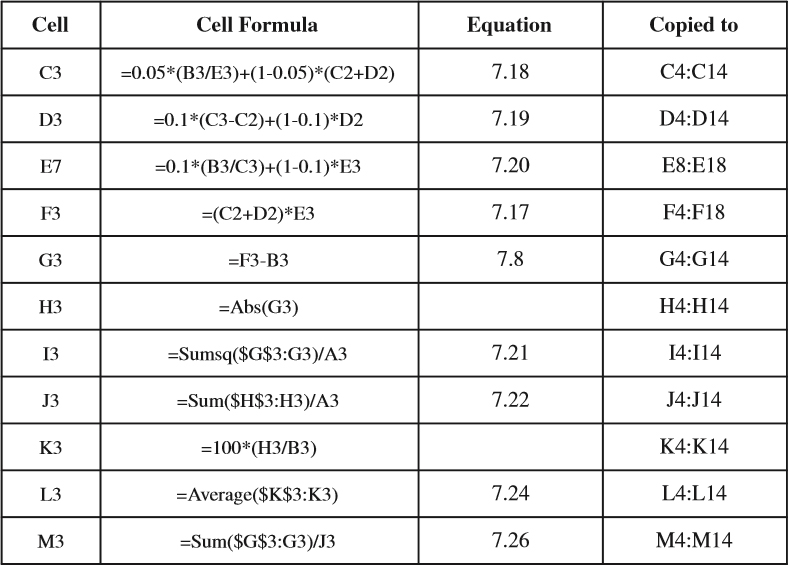 Cell Cell Formula Equation Copied to
C3 =0.05*(B3/E3)+(1-0.05)*(C2+D2) 7.18 C4:C14
D3 =0.1*(C3-C2)+(1-0.1)*D2 7.19 D4:D14
E7 =0.1*(B3/C3)+(1-0.1)*E3 7.20 E8:E18
F3 =(C2+D2)*E3 7.17 F4:F18
G3 =F3-B3 7.8 G4:G14
H3 =Abs(G3) H4:H14
I3 =Sumsq($G$3:G3)/A3 7.21 I4:I14
J3 =Sum($H$3:H3)/A3 7.22 J4:J14
K3 =100*(H3/B3) K4:K14
L3 =Average($K$3:K3) 7.24 L4:L14
M3 =Sum($G$3:G3)/J3 7.26 M4:M14